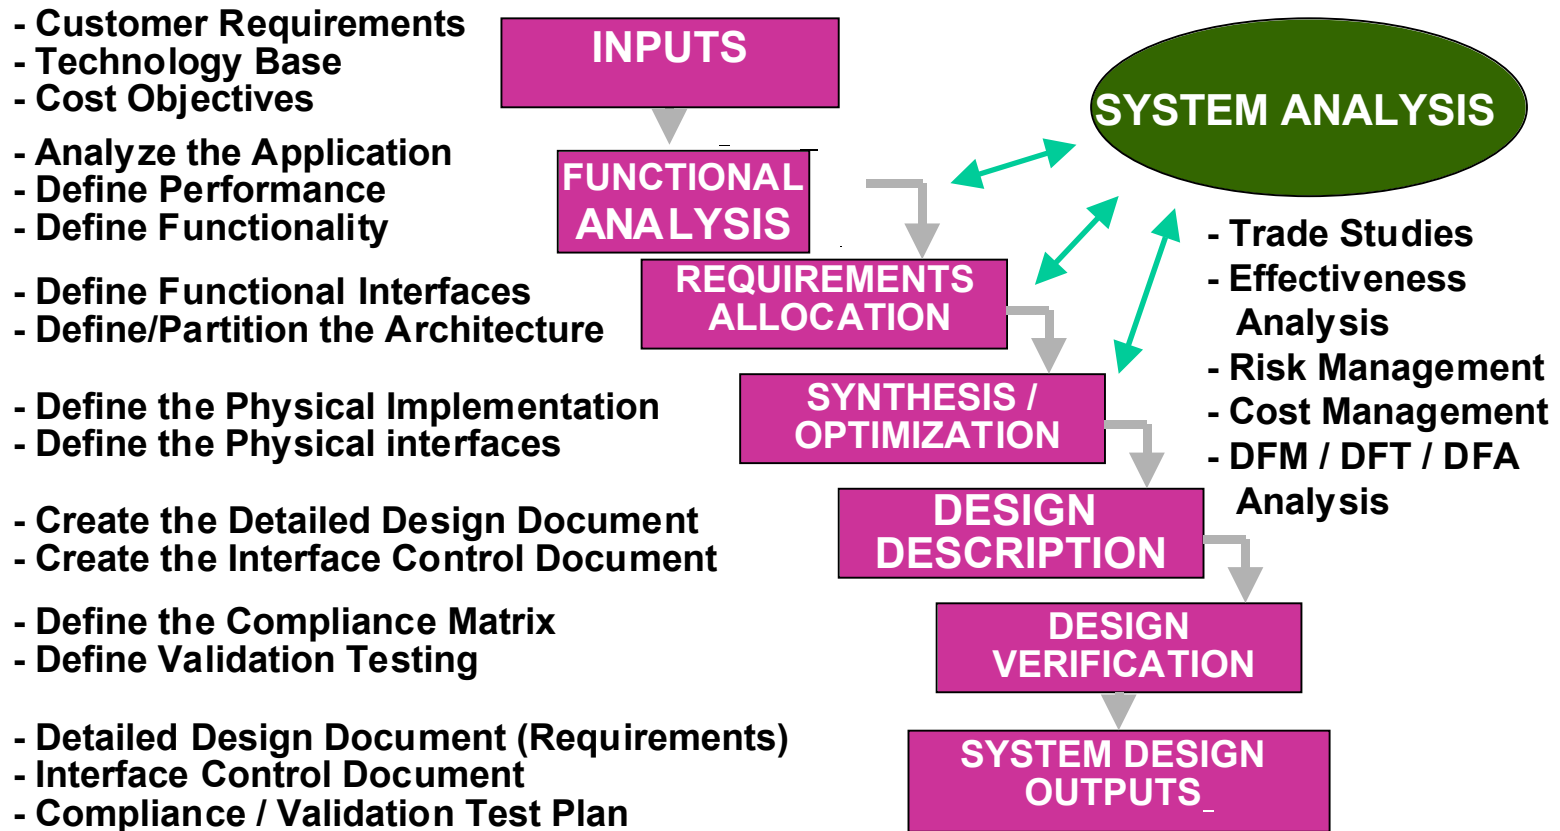 - Customer Requirements
- Technology Base
- Cost Objectives
INPUTS
SYSTEM ANALYSIS
- Analyze the Application
- Define Performance
- Define Functionality
FUNCTIONAL
ANALYSIS
- Trade Studies
- Effectiveness
Analysis
- Risk Management
- Cost Management
- DFM / DFT / DFA
Analysis
- Define Functional Interfaces
- Define/Partition the Architecture
REQUIREMENTS
ALLOCATION
- Define the Physical Implementation
- Define the Physical interfaces
SYNTHESIS /
OPTIMIZATION
- Create the Detailed Design Document
- Create the Interface Control Document
DESIGN
DESCRIPTION
- Define the Compliance Matrix
- Define Validation Testing
DESIGN
VERIFICATION
- Detailed Design Document (Requirements)
- Interface Control Document
- Compliance / Validation Test Plan
SYSTEM DESIGN
OUTPUTS